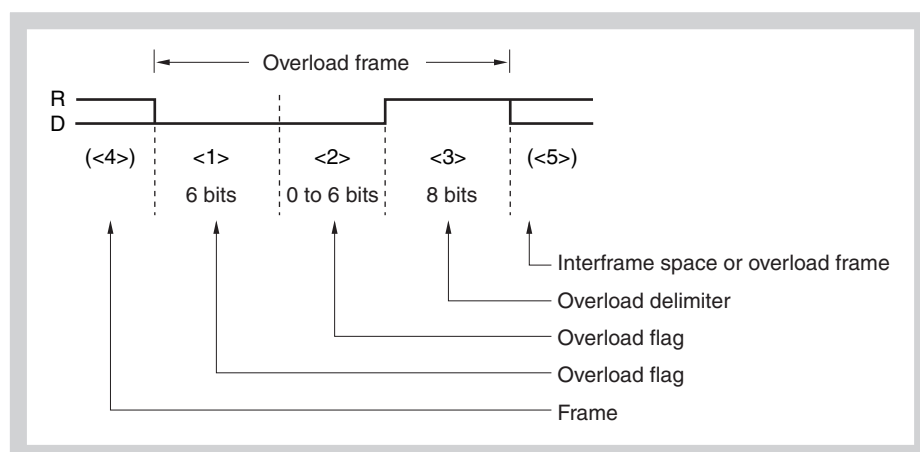 Overload frame
R
D
(<4>) <1> <2> <3> (<5>)
6 bits 0 to 6 bits 8 bits
Interframe space or overload frame
Overload delimiter
Overload flag
Overload flag
Frame